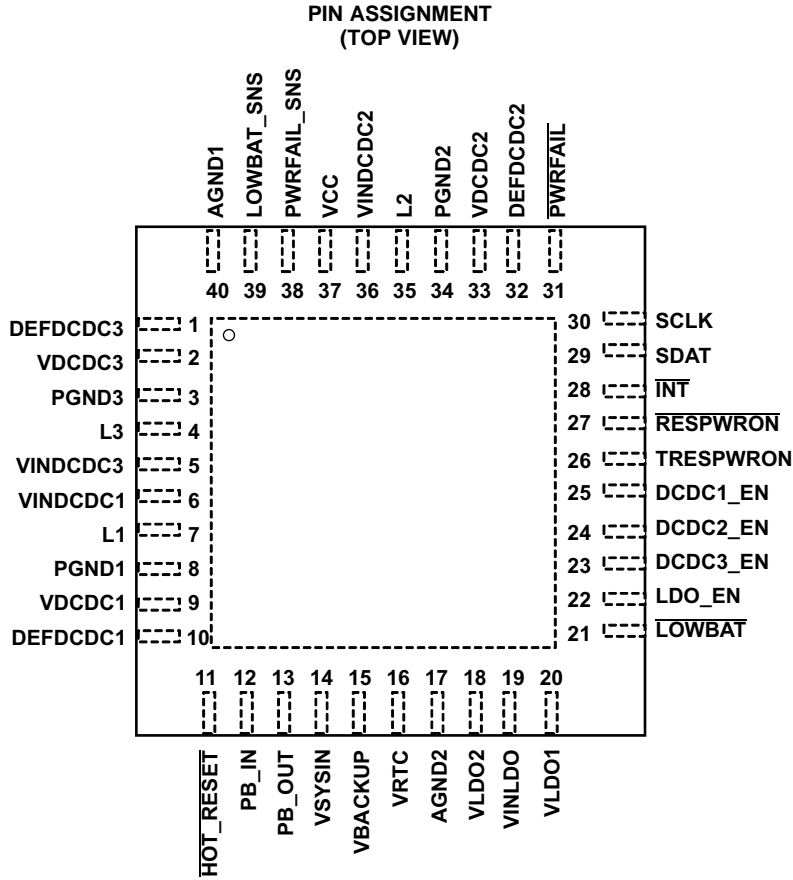 PIN ASSIGNMENT
(TOP VIEW)
AGND1
LOWBAT_SNS
PWRFAIL_SNS
VCC
VINDCDC2
L2
PGND2
VDCDC2
DEFDCDC2
PWRFAIL
40 39 38 37 36 35 34 33 32 31
DEFDCDC3 1
VDCDC3 2
PGND3 3
L3 4
VINDCDC3 5
VINDCDC1 6
L1 7
PGND1 8
VDCDC1 9
DEFDCDC1 10
30 SCLK
29 SDAT
28 INT
27 RESPWRON
26 TRESPWRON
25 DCDC1_EN
24 DCDC2_EN
23 DCDC3_EN
22 LDO_EN
21 LOWBAT
11 12 13 14 15 16 17 18 19 20
HOT_RESET
PB_IN
PB_OUT
VSYSIN
VBACKUP
VRTC
AGND2
VLDO2
VINLDO
VLDO1